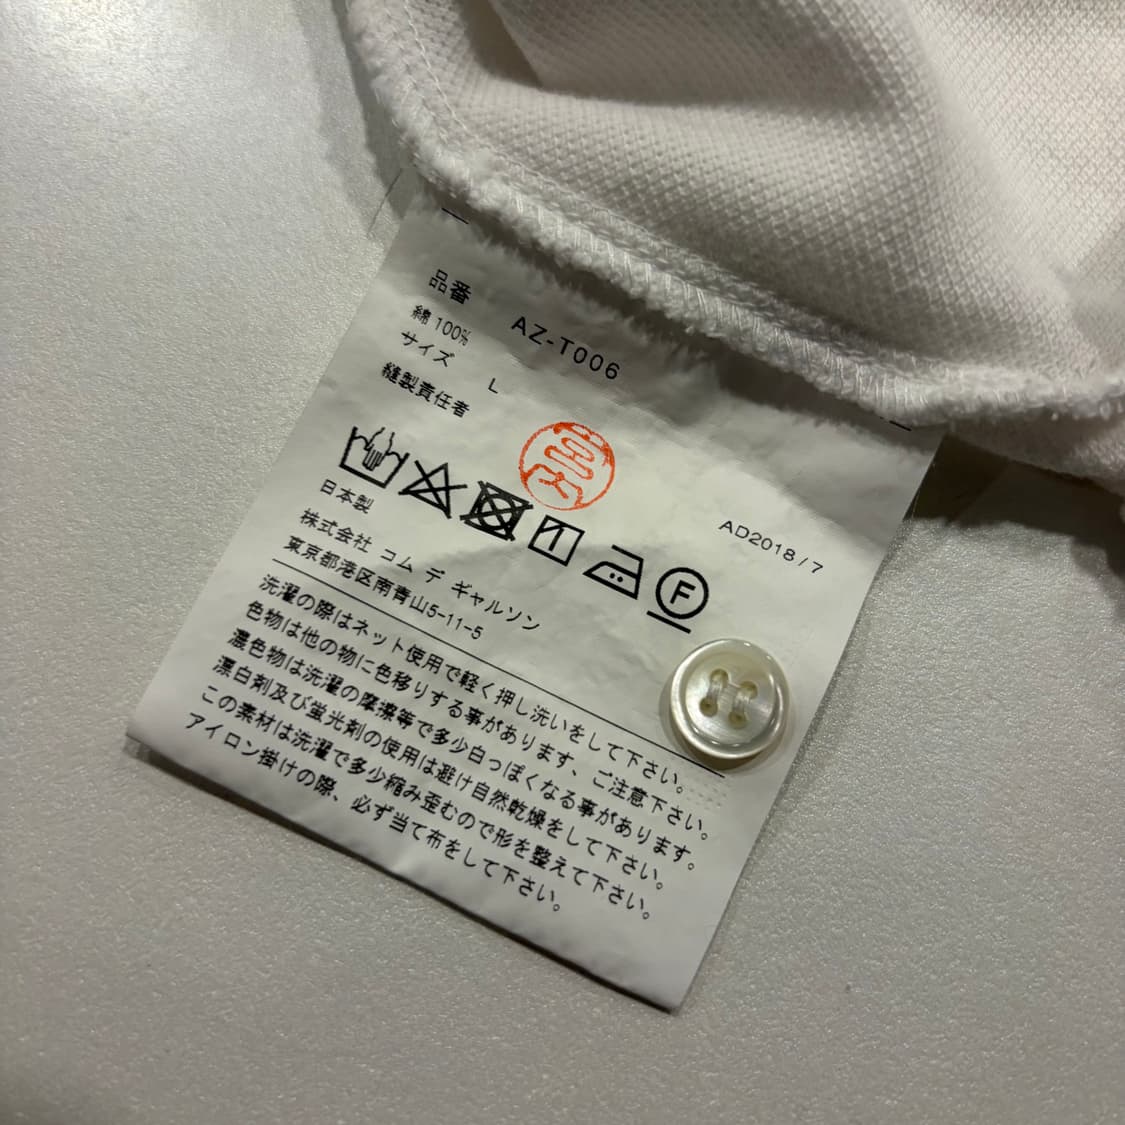 品番 AZ-T006
綿 100%
サイズ L
縫製責任者
AD2018/7
F
日本製
株式会社 コム デ ギャルソン
東京都港区南青山5-11-5
洗濯の際はネット使用で軽く押し洗いをして下さい。
色物は他の物に色移りする事があります、ご注意下さい。
濃色物は洗濯の摩擦等で多少白っぽくなる事があります。
漂白剤及び蛍光剤の使用は避け自然乾燥をして下さい。
この素材は洗濯で多少縮み歪むので形を整えて下さい。
アイロン掛けの際、必ず当て布をして下さい。